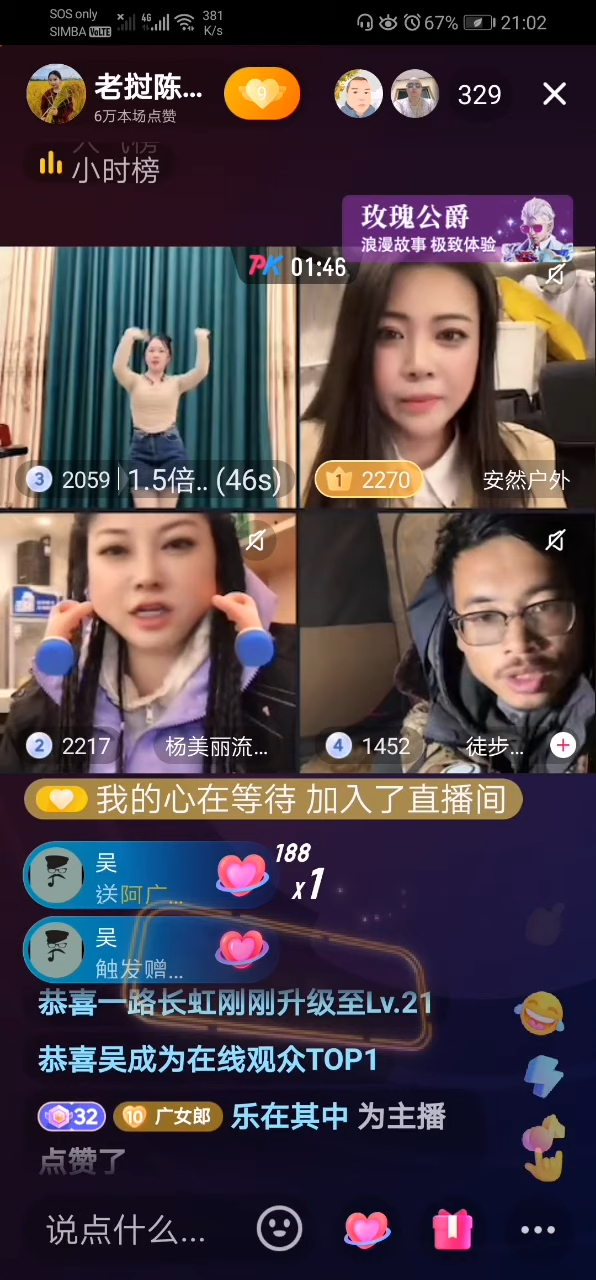 SOS only
SIMBA VoLTE
4G
381
K/s
67%
21:02
老挝陈...
6万本场点赞
9
329
小时榜
玫瑰公爵
浪漫故事 极致体验
PK 01:46
3 2059 1.5倍.. (46s)
1 2270 安然户外
2 2217 杨美丽流...
4 1452 徒步...
我的心在等待 加入了直播间
吴
送阿广...
188
x1
吴
触发赠...
恭喜一路长虹刚刚升级至Lv.21
恭喜吴成为在线观众TOP1
32 10 广女郎 乐在其中 为主播
点赞了
说点什么...